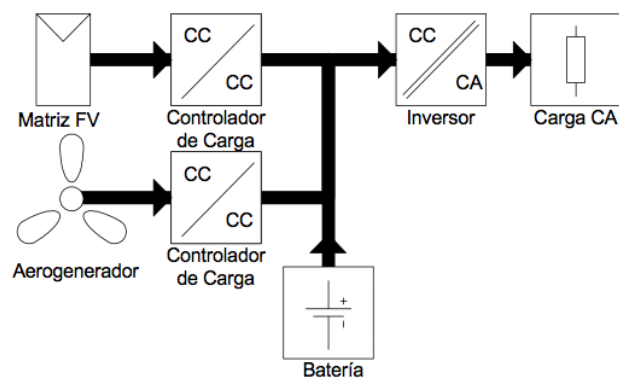 CC
CC
Matriz FV
Controlador
de Carga
CC
CA
Inversor
Carga CA
CC
CC
Aerogenerador
Controlador
de Carga
+
-
Batería